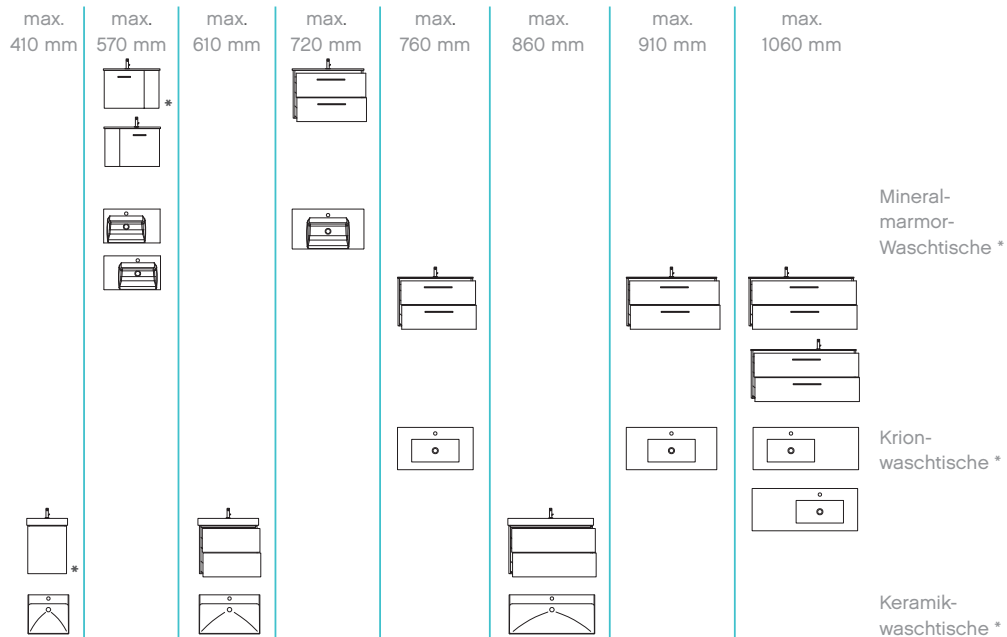 max.
410 mm
max.
570 mm
max.
610 mm
max.
720 mm
max.
760 mm
max.
860 mm
max.
910 mm
max.
1060 mm
*
Mineral-
marmor-
Waschtische *
Krion-
waschtische *
*
Keramik-
waschtische *